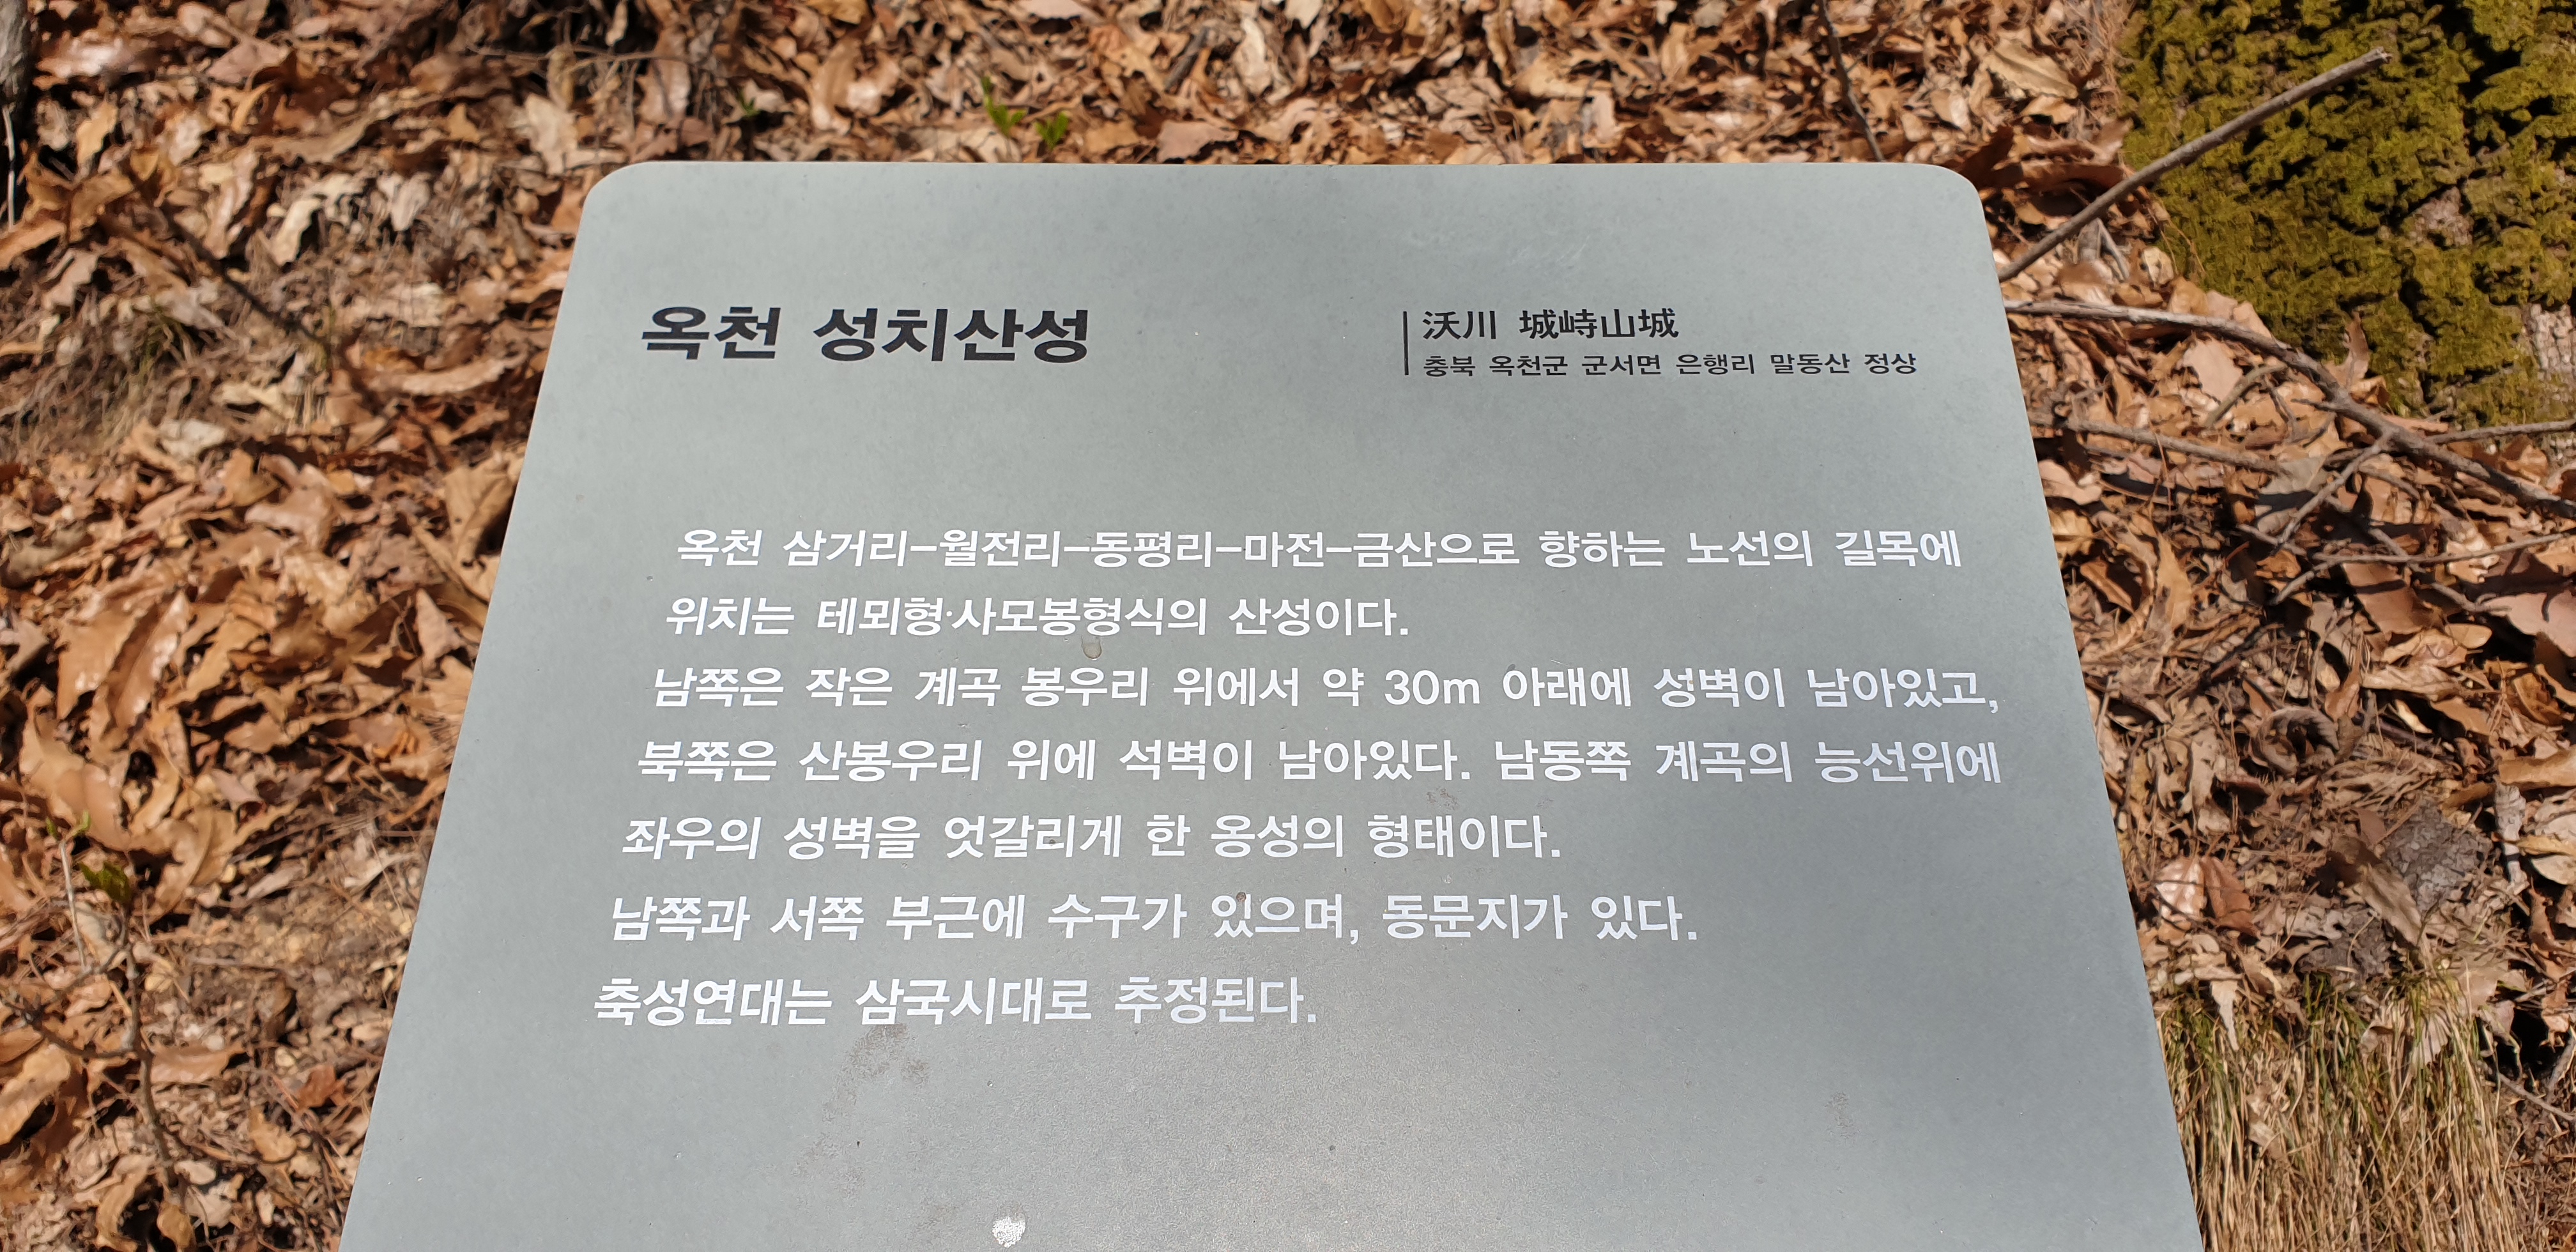 옥천 성치산성
沃川 城峙山城
충북 옥천군 군서면 은행리 말동산 정상
옥천 삼거리-월전리-동평리-마전-금산으로 향하는 노선의 길목에
위치는 테뫼형·사모봉형식의 산성이다.
남쪽은 작은 계곡 봉우리 위에서 약 30m 아래에 성벽이 남아있고,
북쪽은 산봉우리 위에 석벽이 남아있다. 남동쪽 계곡의 능선위에
좌우의 성벽을 엇갈리게 한 옹성의 형태이다.
남쪽과 서쪽 부근에 수구가 있으며, 동문지가 있다.
축성연대는 삼국시대로 추정된다.